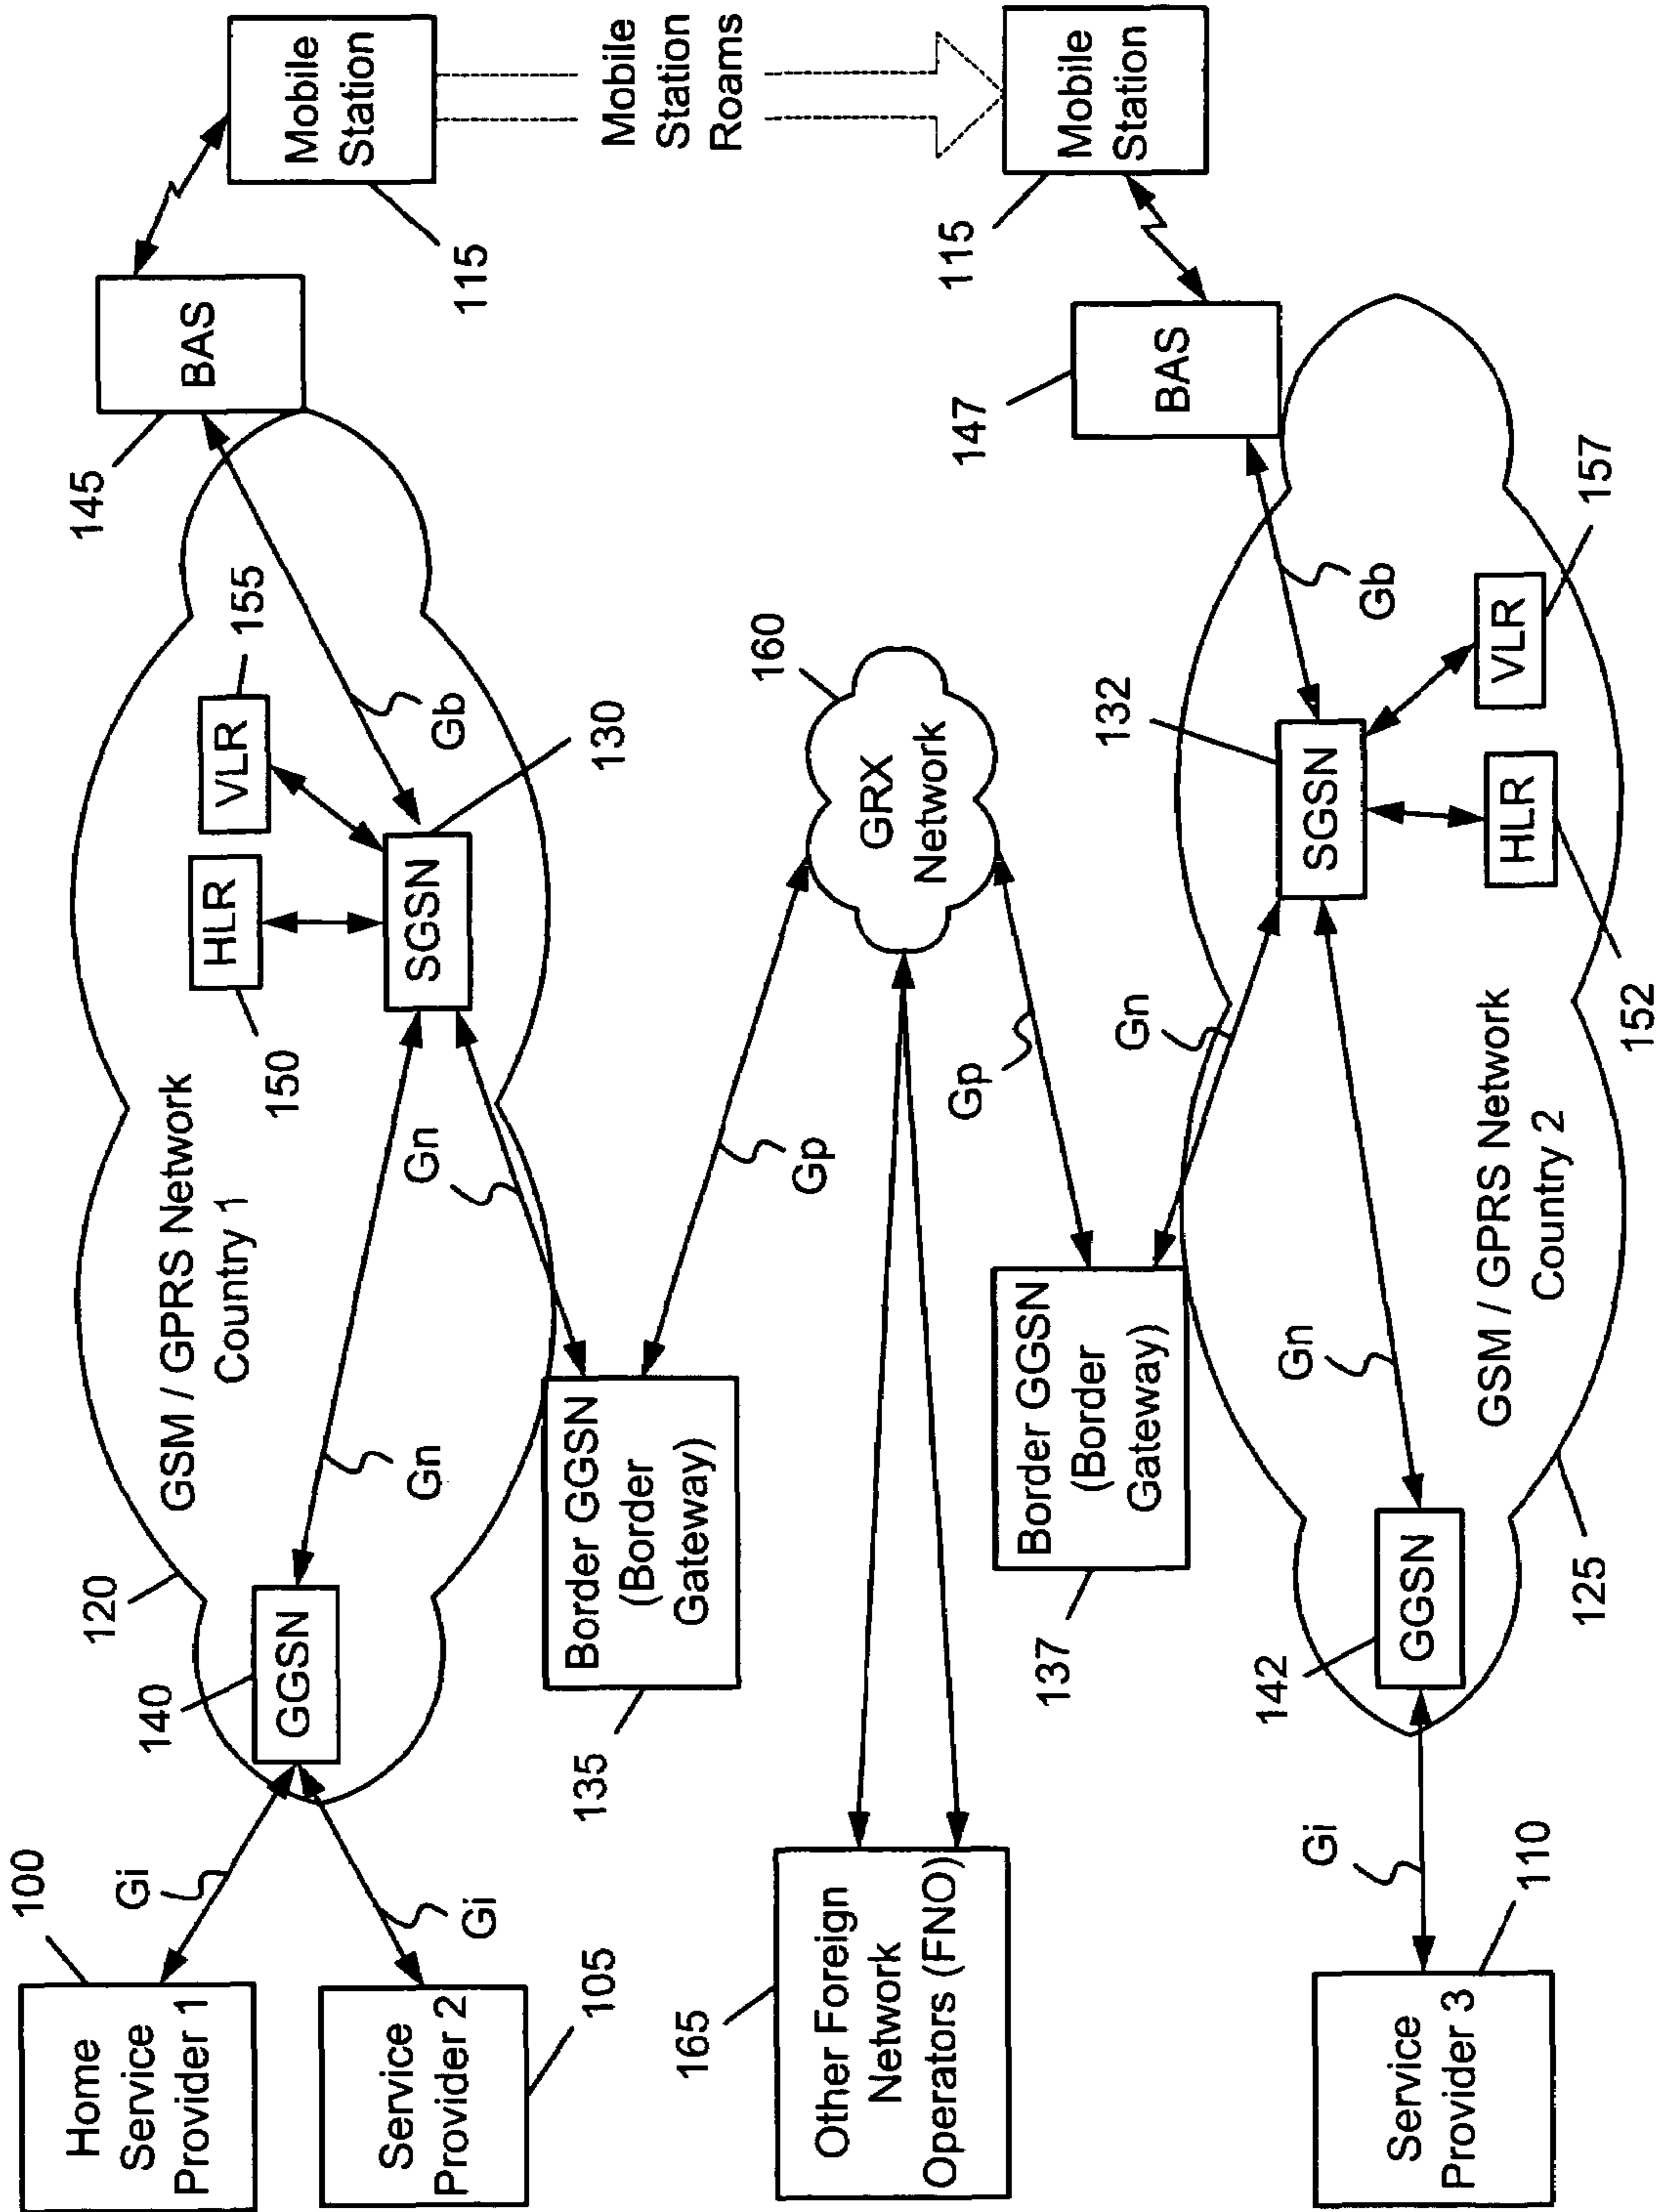 100
Home
Service
Provider 1
Gi
140
120
GGSN
GSM / GPRS Network
Country 1
150
HLR
VLR
155
145
BAS
Mobile
Station
115
Gi
Service
Provider 2
105
Gn
Gn
SGSN
130
Gb
Mobile
Station
Roams
135
Border GGSN
(Border
Gateway)
Gp
165
Other Foreign
Network
Operators (FNO)
160
GRX
Network
Gp
137
Border GGSN
(Border
Gateway)
Gn
132
SGSN
147
BAS
115
Mobile
Station
Gb
Gi
Service
Provider 3
110
142
GGSN
Gn
GSM / GPRS Network
Country 2
125
HLR
152
VLR
157